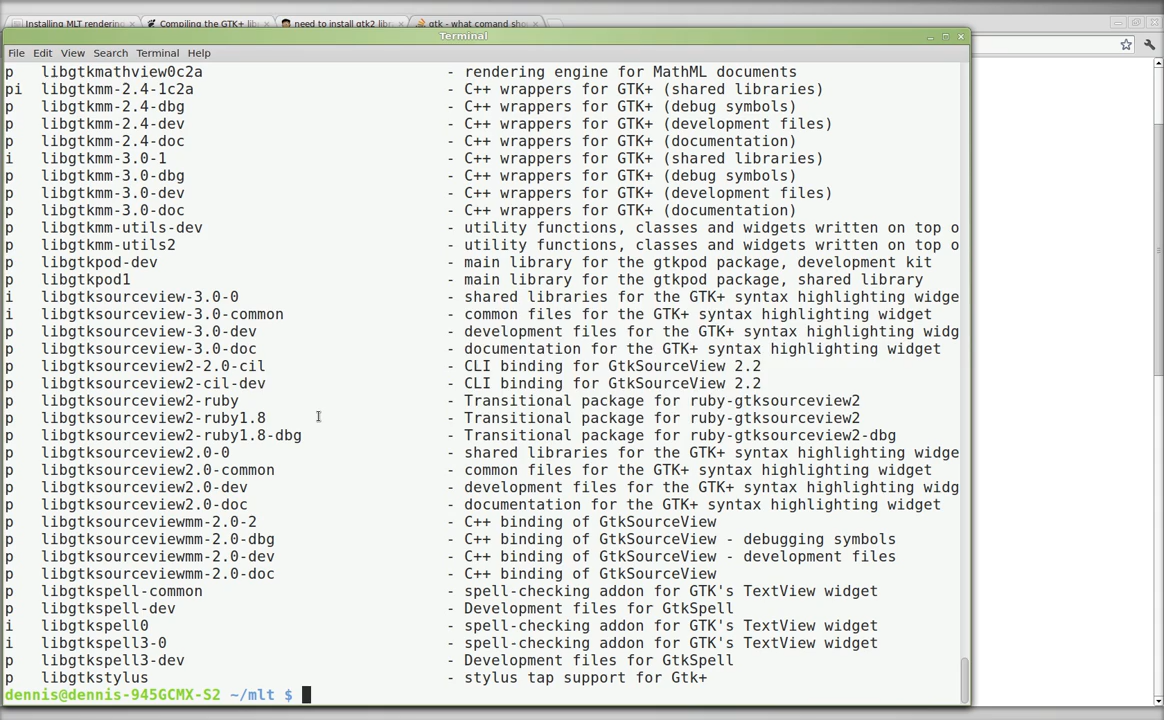 Installing MLT rendering
Compiling the GTK+ lib
need to install gtk2 libr
gtk - what comand sho
Terminal
File Edit View Search Terminal Help
p libgtkmathview0c2a - rendering engine for MathML documents
pi libgtkmm-2.4-1c2a - C++ wrappers for GTK+ (shared libraries)
p libgtkmm-2.4-dbg - C++ wrappers for GTK+ (debug symbols)
p libgtkmm-2.4-dev - C++ wrappers for GTK+ (development files)
p libgtkmm-2.4-doc - C++ wrappers for GTK+ (documentation)
i libgtkmm-3.0-1 - C++ wrappers for GTK+ (shared libraries)
p libgtkmm-3.0-dbg - C++ wrappers for GTK+ (debug symbols)
p libgtkmm-3.0-dev - C++ wrappers for GTK+ (development files)
p libgtkmm-3.0-doc - C++ wrappers for GTK+ (documentation)
p libgtkmm-utils-dev - utility functions, classes and widgets written on top o
p libgtkmm-utils2 - utility functions, classes and widgets written on top o
p libgtkpod-dev - main library for the gtkpod package, development kit
p libgtkpod1 - main library for the gtkpod package, shared library
i libgtksourceview-3.0-0 - shared libraries for the GTK+ syntax highlighting widge
i libgtksourceview-3.0-common - common files for the GTK+ syntax highlighting widget
p libgtksourceview-3.0-dev - development files for the GTK+ syntax highlighting widg
p libgtksourceview-3.0-doc - documentation for the GTK+ syntax highlighting widget
p libgtksourceview2-2.0-cil - CLI binding for GtkSourceView 2.2
p libgtksourceview2-cil-dev - CLI binding for GtkSourceView 2.2
p libgtksourceview2-ruby - Transitional package for ruby-gtksourceview2
p libgtksourceview2-ruby1.8 - Transitional package for ruby-gtksourceview2
p libgtksourceview2-ruby1.8-dbg - Transitional package for ruby-gtksourceview2-dbg
p libgtksourceview2.0-0 - shared libraries for the GTK+ syntax highlighting widge
p libgtksourceview2.0-common - common files for the GTK+ syntax highlighting widget
p libgtksourceview2.0-dev - development files for the GTK+ syntax highlighting widg
p libgtksourceview2.0-doc - documentation for the GTK+ syntax highlighting widget
p libgtksourceviewmm-2.0-2 - C++ binding of GtkSourceView
p libgtksourceviewmm-2.0-dbg - C++ binding of GtkSourceView - debugging symbols
p libgtksourceviewmm-2.0-dev - C++ binding of GtkSourceView - development files
p libgtksourceviewmm-2.0-doc - C++ binding of GtkSourceView
p libgtkspell-common - spell-checking addon for GTK's TextView widget
p libgtkspell-dev - Development files for GtkSpell
i libgtkspell0 - spell-checking addon for GTK's TextView widget
i libgtkspell3-0 - spell-checking addon for GTK's TextView widget
p libgtkspell3-dev - Development files for GtkSpell
p libgtkstylus - stylus tap support for Gtk+
dennis@dennis-945GCMX-S2 ~/mlt $